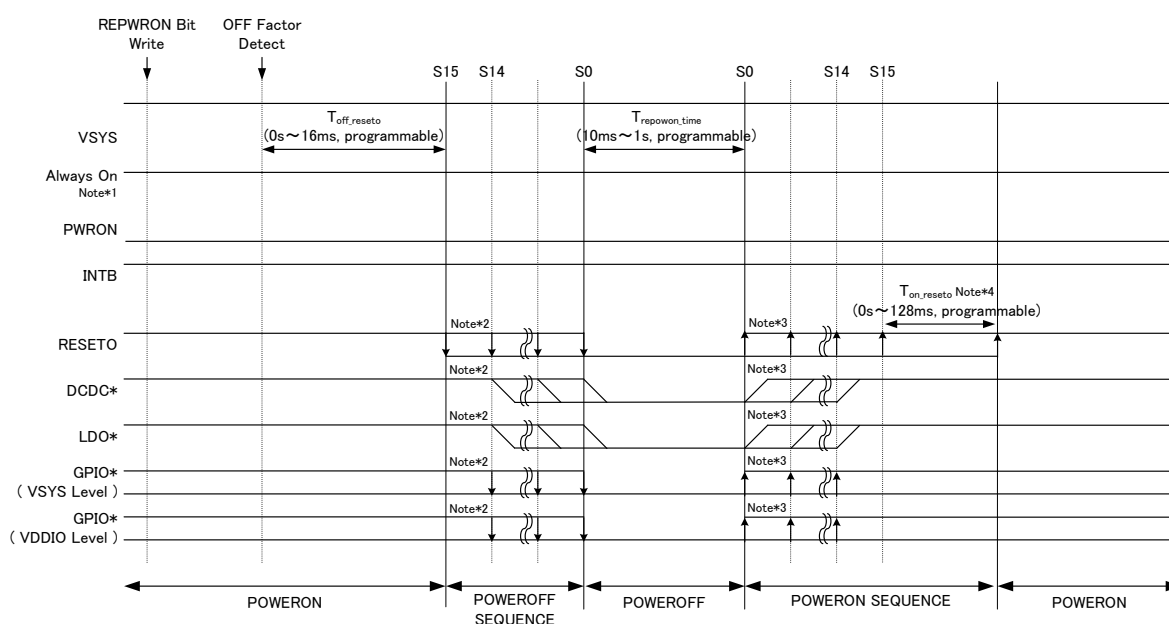 REPWRON Bit
Write
OFF Factor
Detect
S15
S14
S0
S0
S14
S15
VSYS
Toff_reseto
(0s～16ms, programmable)
Trepowon_time
(10ms～1s, programmable)
Always On
Note*1
PWRON
INTB
Ton_reseto Note*4
(0s～128ms, programmable)
RESETO
Note*2
Note*3
DCDC*
Note*2
Note*3
LDO*
Note*2
Note*3
GPIO*
( VSYS Level )
Note*2
Note*3
GPIO*
( VDDIO Level )
Note*2
Note*3
POWERON
POWEROFF
SEQUENCE
POWEROFF
POWERON SEQUENCE
POWERON